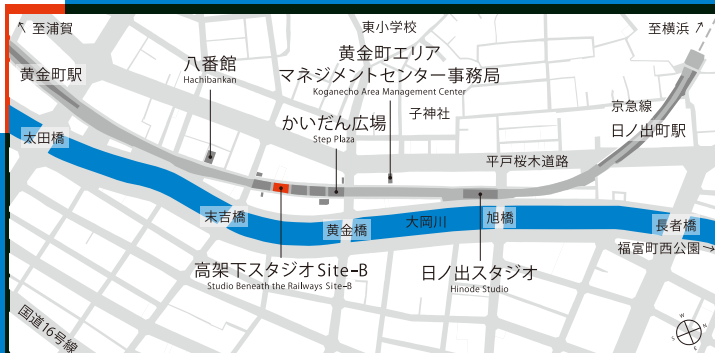 至浦賀
東小学校
至横浜
黄金町駅
八番館
Hachibankan
黄金町エリア
マネジメントセンター事務局
Koganecho Area Management Center
子神社
かいだん広場
Step Plaza
京急線
日ノ出町駅
太田橋
平戸桜木道路
末吉橋
黄金橋
大岡川
旭橋
長者橋
福富町西公園→
高架下スタジオ Site-B
Studio Beneath the Railways Site-B
日ノ出スタジオ
Hinode Studio
国道16号線
W
N
S
E